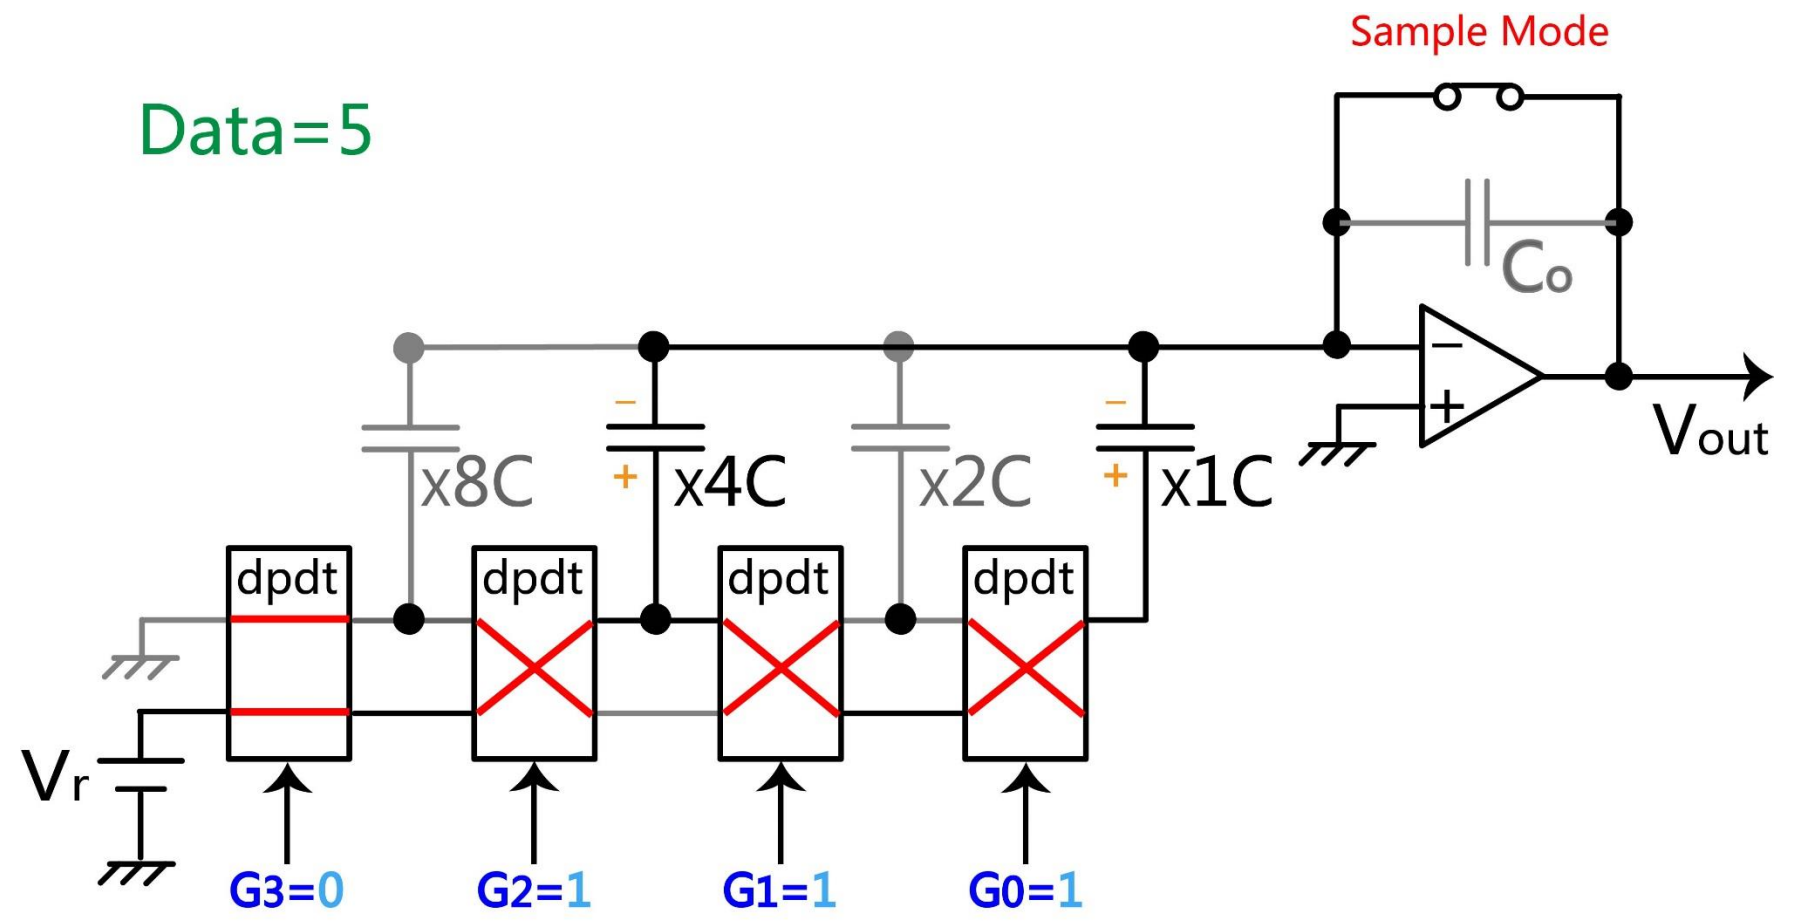 Sample Mode
Data=5
Co
Vout
x8C
x4C
x2C
x1C
dpdt
dpdt
dpdt
dpdt
Vr
G3=0
G2=1
G1=1
G0=1